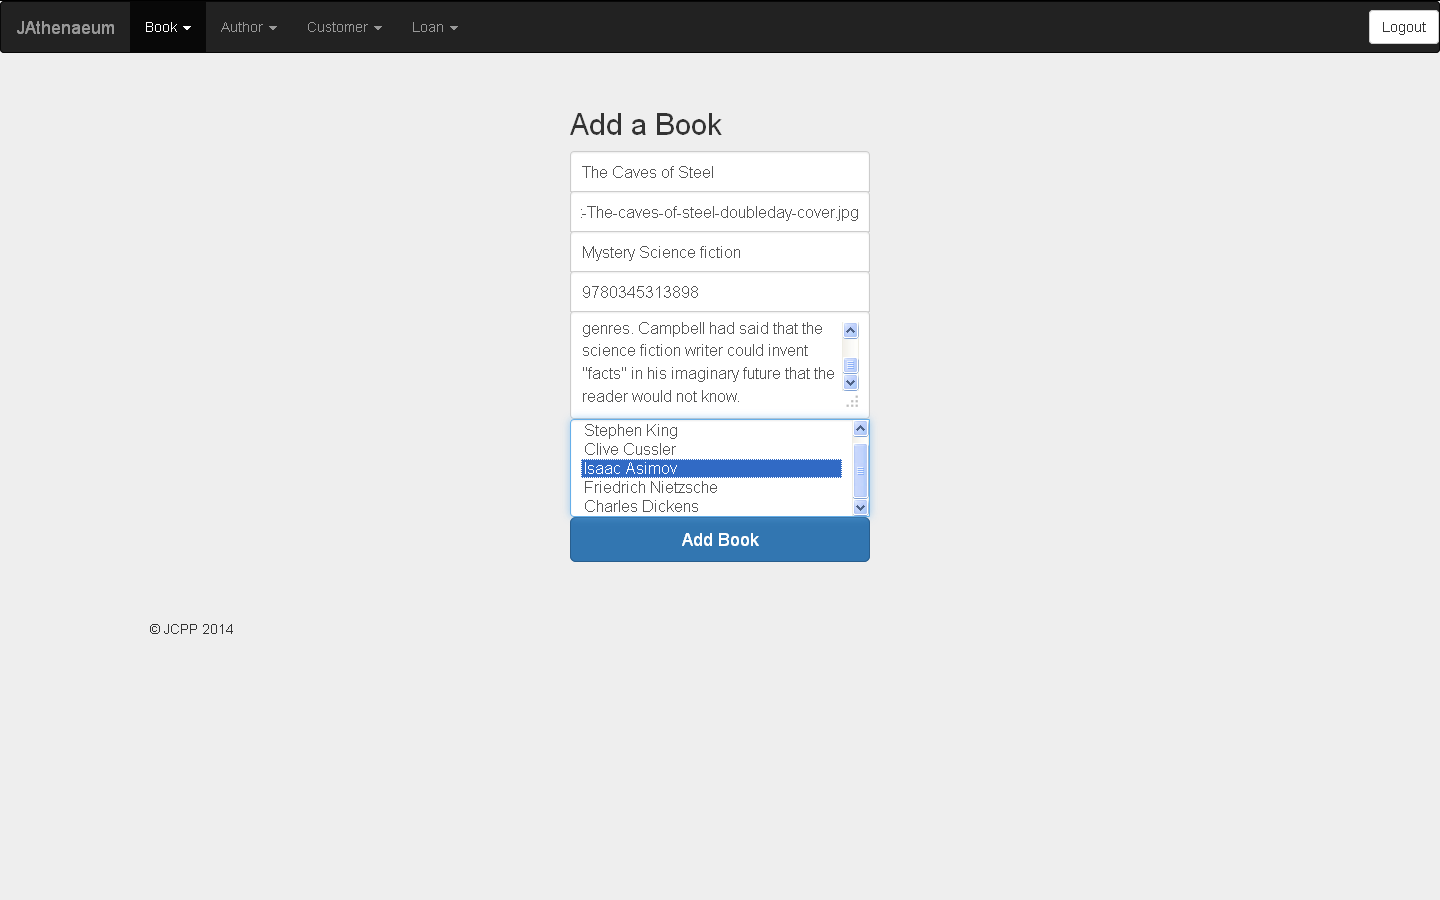 JAthenaeum Book Author Customer Loan Logout
Add a Book
The Caves of Steel
-The-caves-of-steel-doubleday-cover.jpg
Mystery Science fiction
9780345313898
genres. Campbell had said that the
science fiction writer could invent
"facts" in his imaginary future that the
reader would not know.
Stephen King
Clive Cussler
Isaac Asimov
Friedrich Nietzsche
Charles Dickens
Add Book
© JCPP 2014